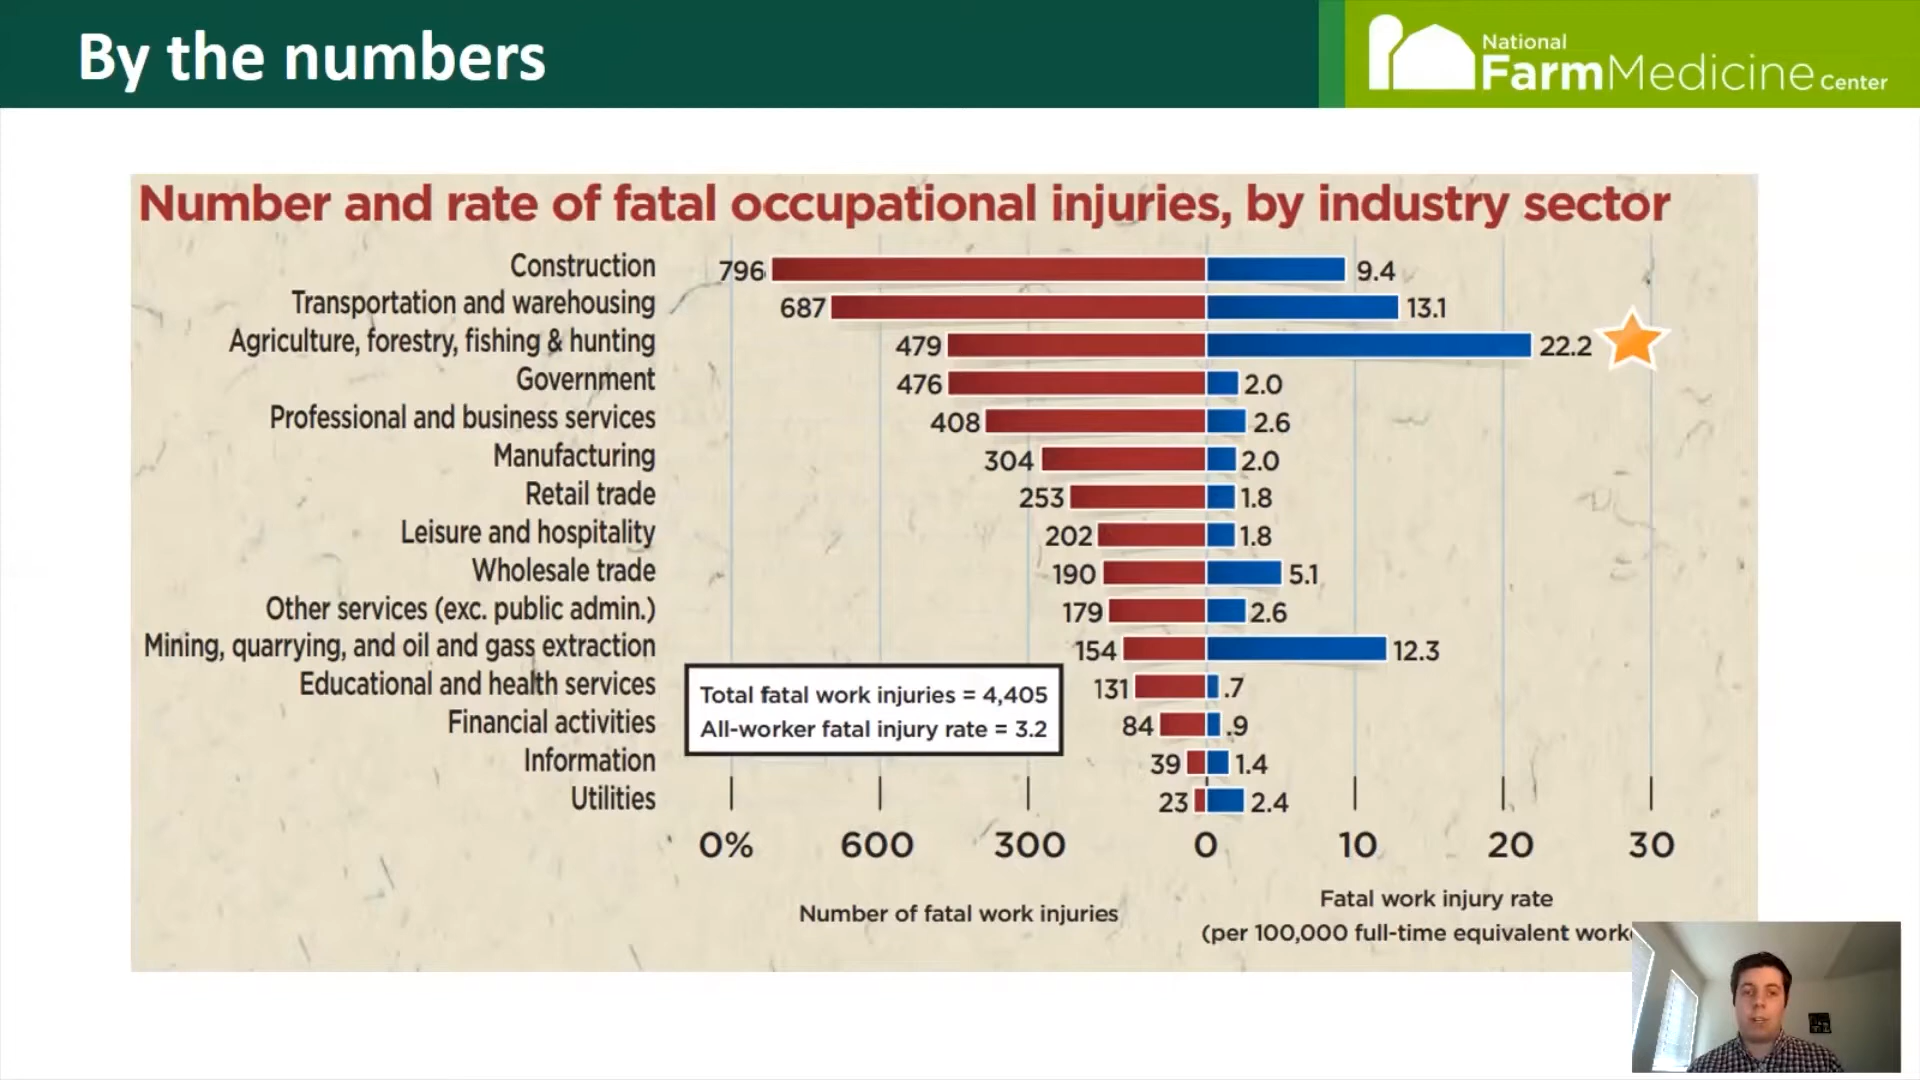 By the numbers
National
FarmMedicine Center
Number and rate of fatal occupational injuries, by industry sector
Construction 796 9.4
Transportation and warehousing 687 13.1
Agriculture, forestry, fishing & hunting 479 22.2
Government 476 2.0
Professional and business services 408 2.6
Manufacturing 304 2.0
Retail trade 253 1.8
Leisure and hospitality 202 1.8
Wholesale trade 190 5.1
Other services (exc. public admin.) 179 2.6
Mining, quarrying, and oil and gass extraction 154 12.3
Educational and health services 131 .7
Financial activities 84 .9
Information 39 1.4
Utilities 23 2.4
Total fatal work injuries = 4,405
All-worker fatal injury rate = 3.2
0% 600 300 0 10 20 30
Number of fatal work injuries
Fatal work injury rate
(per 100,000 full-time equivalent